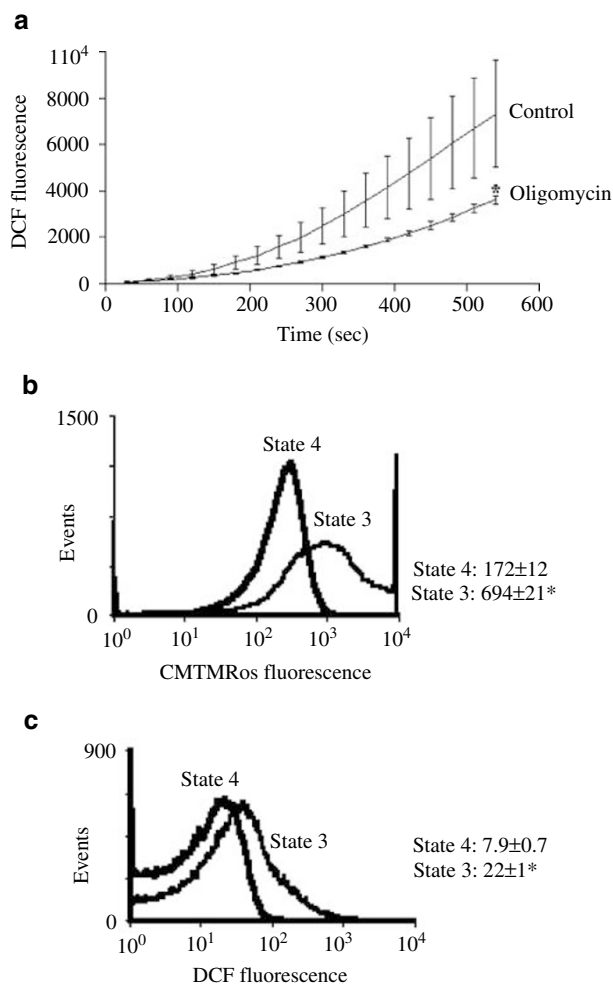 a
110⁴
8000
6000
4000
2000
0
DCF fluorescence
Control
*
Oligomycin
0 100 200 300 400 500 600
Time (sec)
b
1500
0
Events
State 4
State 3
State 4: 172±12
State 3: 694±21*
10⁰ 10¹ 10² 10³ 10⁴
CMTMRos fluorescence
c
900
0
Events
State 4
State 3
State 4: 7.9±0.7
State 3: 22±1*
10⁰ 10¹ 10² 10³ 10⁴
DCF fluorescence